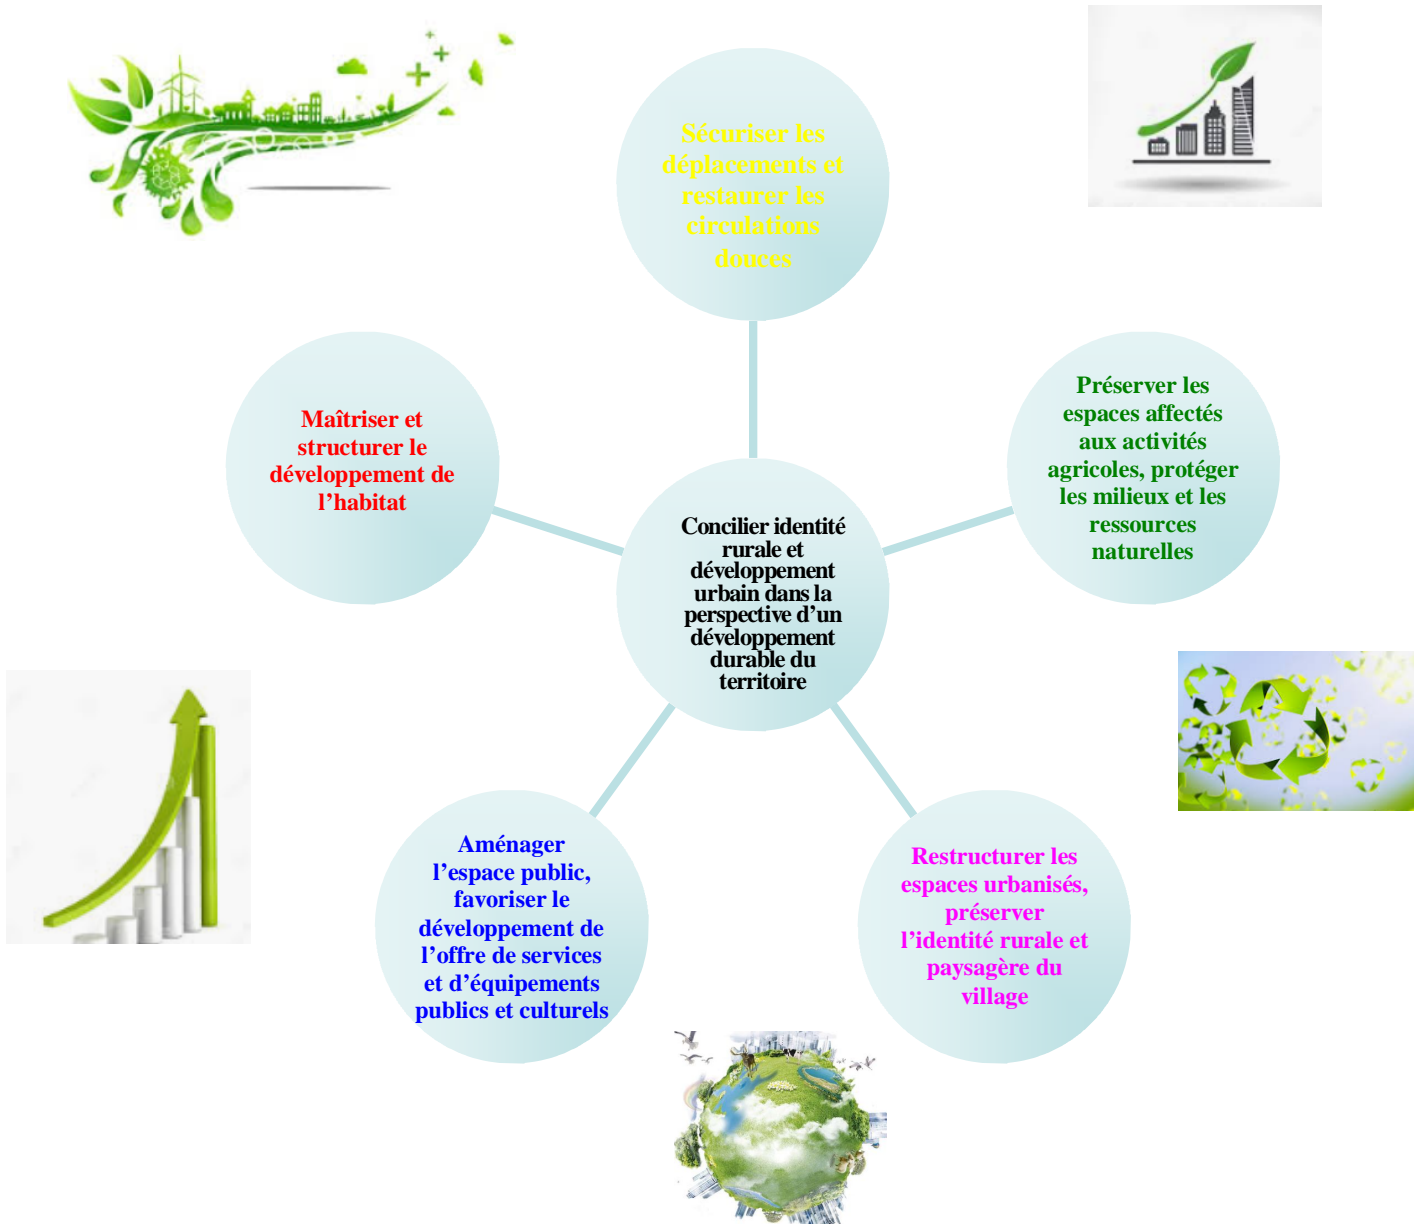 Sécuriser les
déplacements et
restaurer les
circulations
douces
Maîtriser et
structurer le
développement de
l’habitat
Préserver les
espaces affectés
aux activités
agricoles, protéger
les milieux et les
ressources
naturelles
Concilier identité
rurale et
développement
urbain dans la
perspective d’un
développement
durable du
territoire
Aménager
l’espace public,
favoriser le
développement de
l’offre de services
et d’équipements
publics et culturels
Restructurer les
espaces urbanisés,
préserver
l’identité rurale et
paysagère du
village